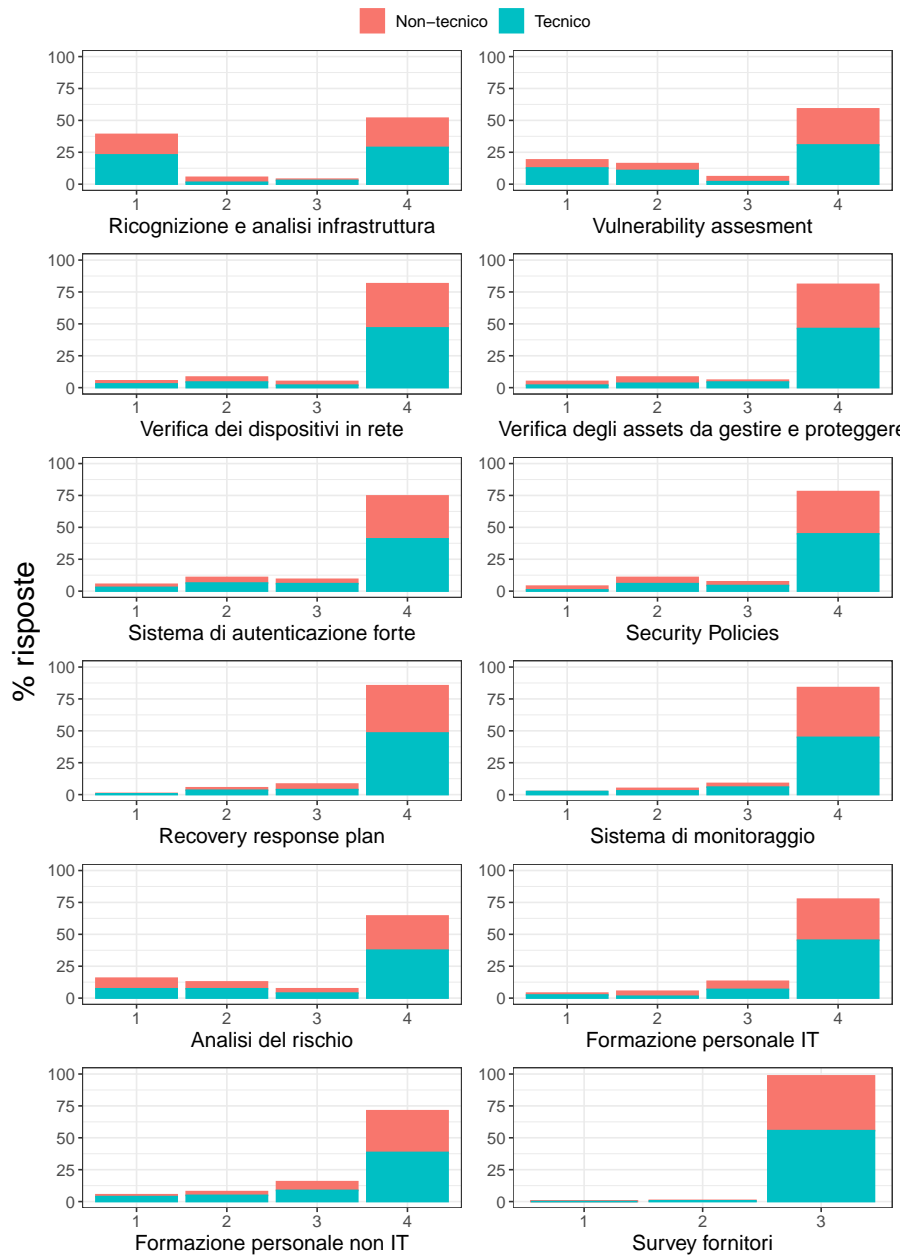 Non-tecnico Tecnico
% risposte
100 75 50 25 0
1 2 3 4
Ricognizione e analisi infrastruttura
100 75 50 25 0
1 2 3 4
Vulnerability assesment
100 75 50 25 0
1 2 3 4
Verifica dei dispositivi in rete
100 75 50 25 0
1 2 3 4
Verifica degli assets da gestire e proteggere
100 75 50 25 0
1 2 3 4
Sistema di autenticazione forte
100 75 50 25 0
1 2 3 4
Security Policies
100 75 50 25 0
1 2 3 4
Recovery response plan
100 75 50 25 0
1 2 3 4
Sistema di monitoraggio
100 75 50 25 0
1 2 3 4
Analisi del rischio
100 75 50 25 0
1 2 3 4
Formazione personale IT
100 75 50 25 0
1 2 3 4
Formazione personale non IT
100 75 50 25 0
1 2 3
Survey fornitori